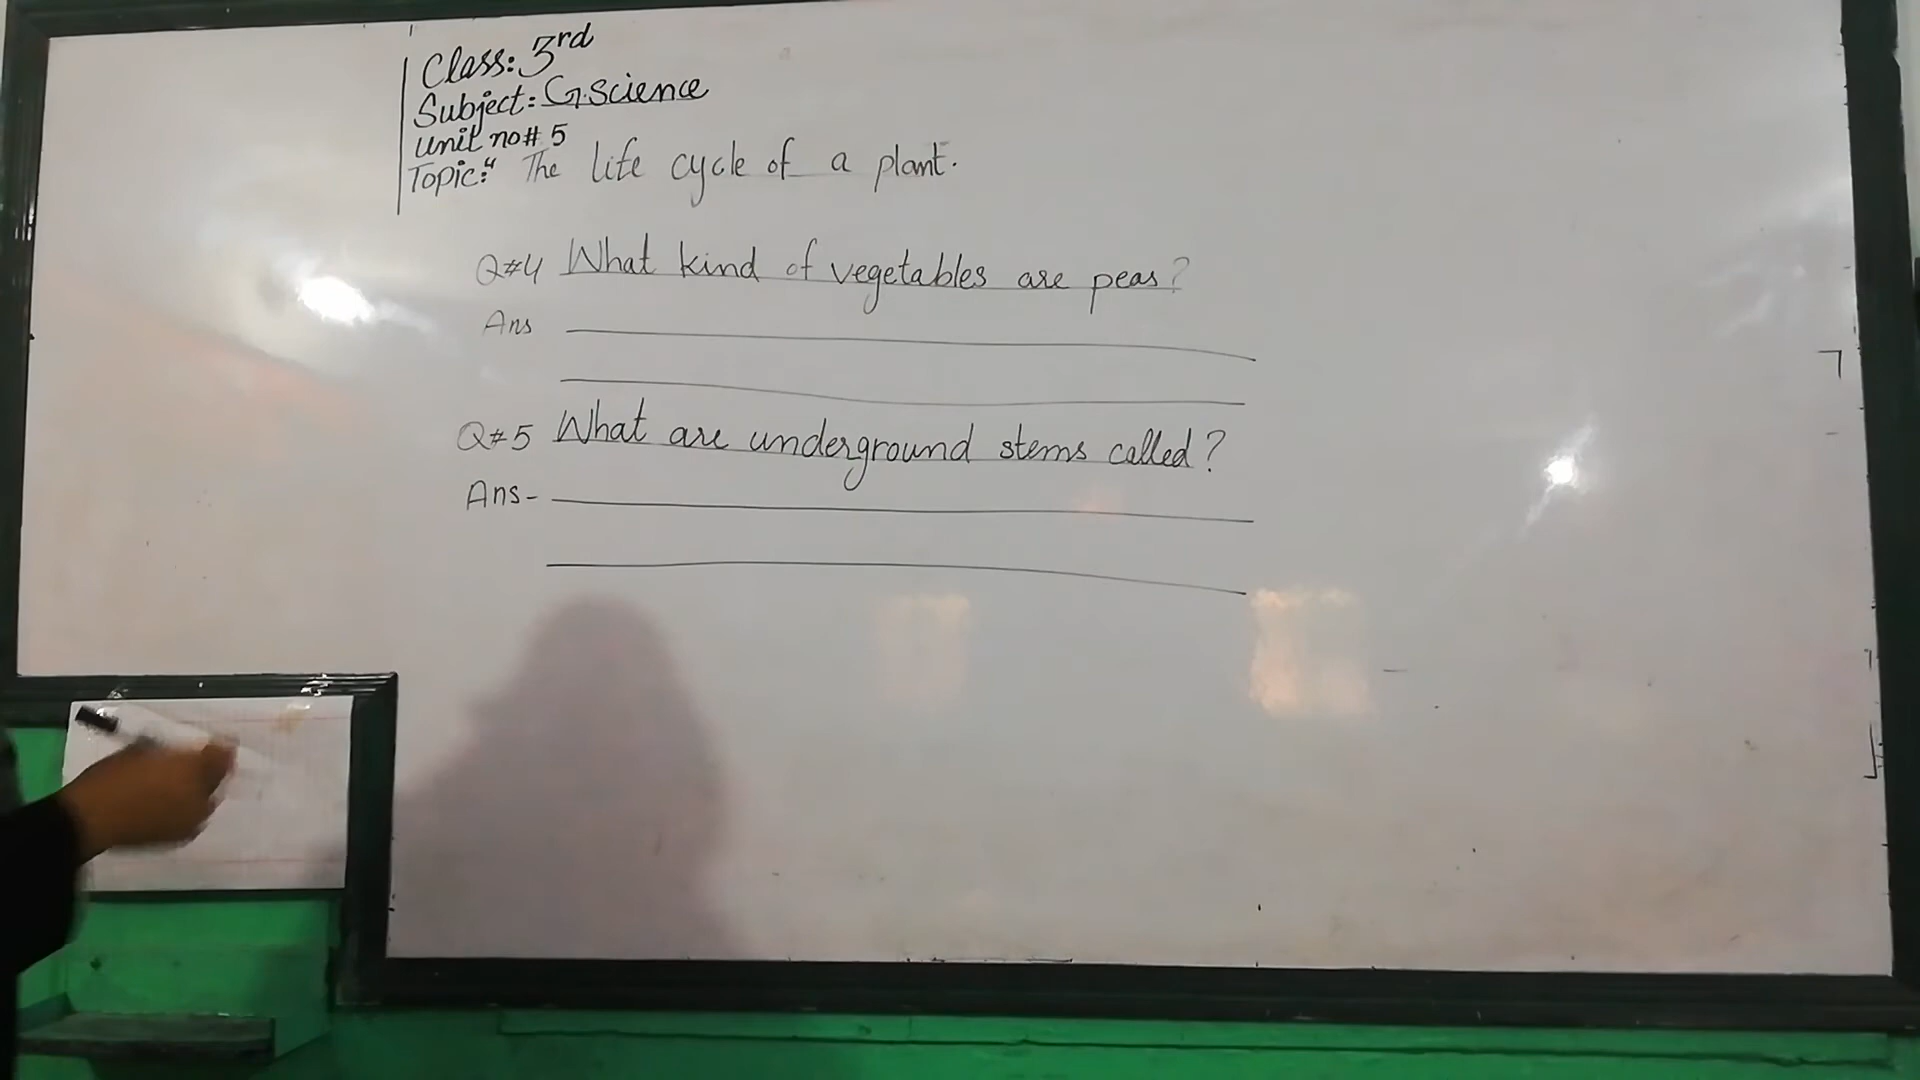 Class: 3rd
Subject: G.Science
Unit no# 5
Topic:" The life cycle of a plant.
Q#4 What kind of vegetables are peas?
Ans
Q#5 What are underground stems called?
Ans-